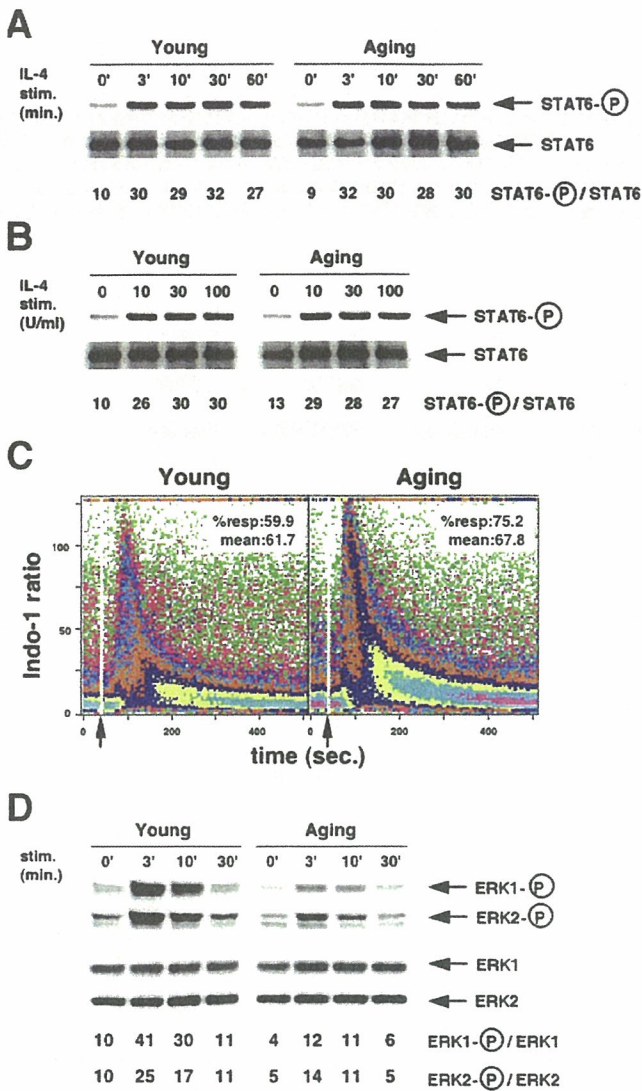 A
Young Aging
IL-4 stim. (min.)
0' 3' 10' 30' 60' 0' 3' 10' 30' 60'
STAT6-P
STAT6
10 30 29 32 27 9 32 30 28 30 STAT6-P/STAT6
B
Young Aging
IL-4 stim. (U/ml)
0 10 30 100 0 10 30 100
STAT6-P
STAT6
10 26 30 30 13 29 28 27 STAT6-P/STAT6
C
Young Aging
%resp:59.9 %resp:75.2
mean:61.7 mean:67.8
Indo-1 ratio
100
50
0
0 200 400 0 200 400
time (sec.)
D
Young Aging
stim. (min.)
0' 3' 10' 30' 0' 3' 10' 30'
ERK1-P
ERK2-P
ERK1
ERK2
10 41 30 11 4 12 11 6 ERK1-P/ERK1
10 25 17 11 5 14 11 5 ERK2-P/ERK2